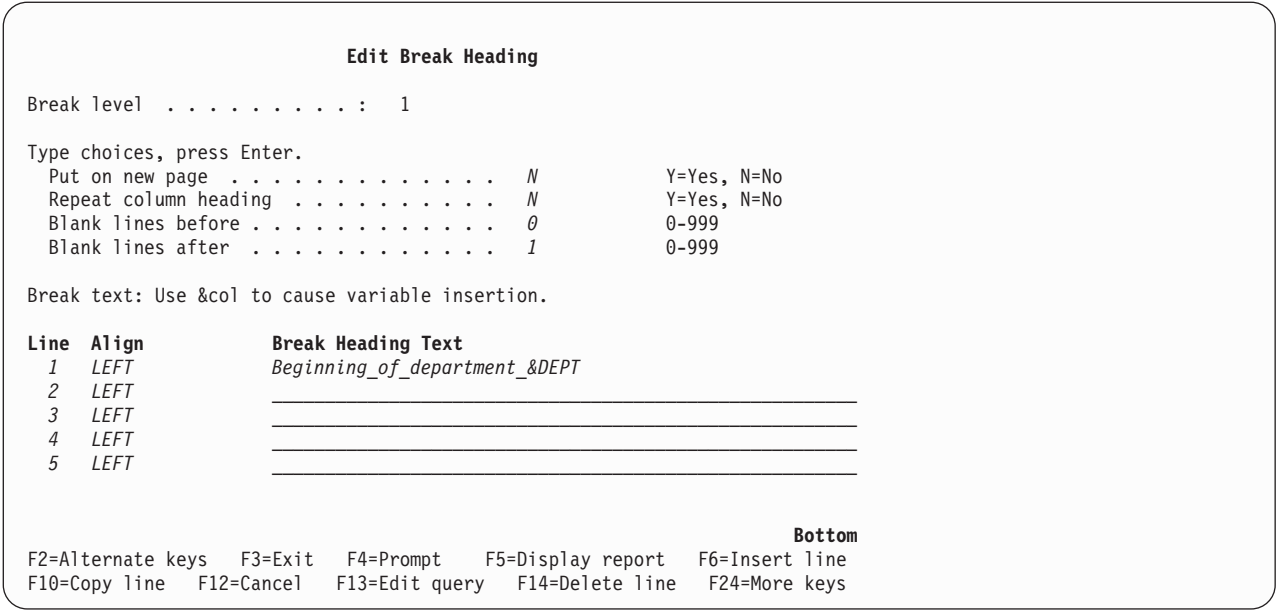 Edit Break Heading
Break level . . . . . . . . . : 1
Type choices, press Enter.
Put on new page . . . . . . . . . . . . . N Y=Yes, N=No
Repeat column heading . . . . . . . . . . N Y=Yes, N=No
Blank lines before . . . . . . . . . . . . 0 0-999
Blank lines after . . . . . . . . . . . . 1 0-999
Break text: Use &col to cause variable insertion.
Line Align Break Heading Text
1 LEFT Beginning_of_department_&DEPT
2 LEFT
3 LEFT
4 LEFT
5 LEFT
Bottom
F2=Alternate keys F3=Exit F4=Prompt F5=Display report F6=Insert line
F10=Copy line F12=Cancel F13=Edit query F14=Delete line F24=More keys